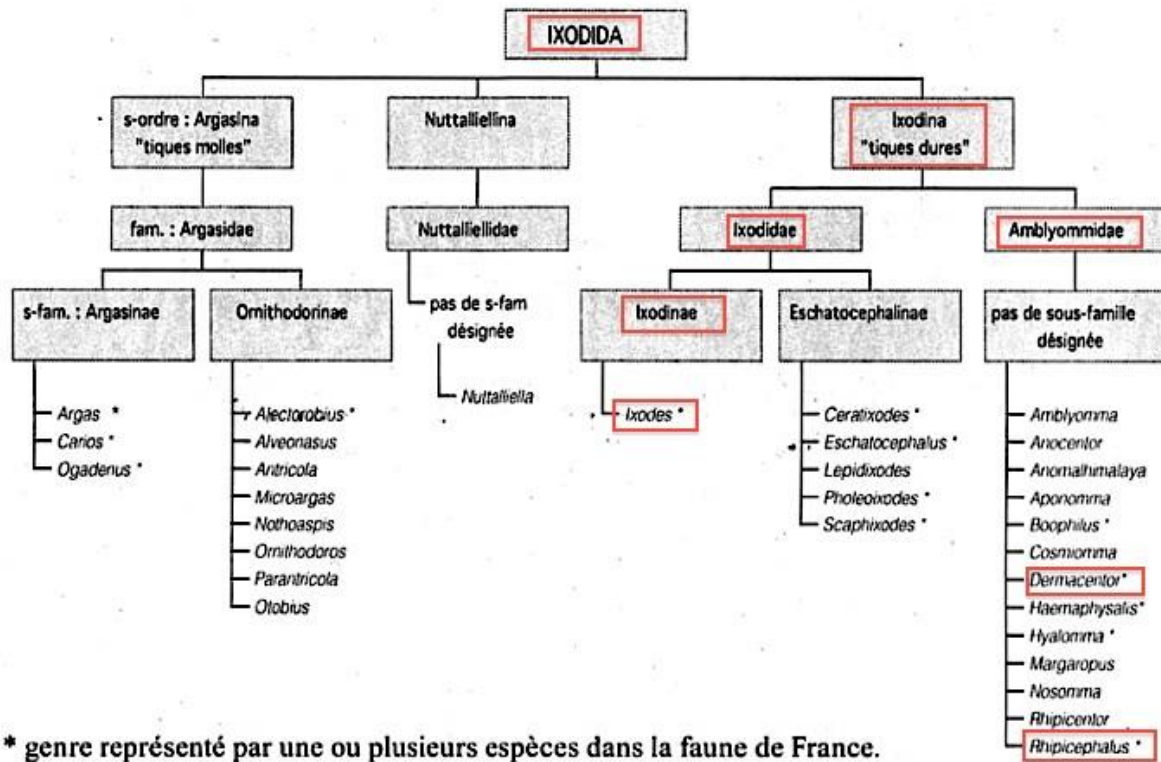 IXODIDA
s-ordre : Argasina
"tiques molles"
Nuttalliellina
Ixodina
"tiques dures"
fam. : Argasidae
Nuttalliellidae
Ixodidae
Amblyommidae
s-fam. : Argasinae
Ornithodorinae
pas de s-fam
désignée
Ixodinae
Eschatocephalinae
pas de sous-famille
désignée
Argas *
Carios *
Ogadenus *
Alectorobius *
Alveonasus
Antricola
Microargas
Nothoaspis
Ornithodoros
Parantricola
Otobius
Nuttalliella
Ixodes *
Ceratixodes *
Eschatocephalus *
Lepidixodes
Pholeoixodes *
Scaphixodes *
Amblyomma
Anocentor
Anomalhimalaya
Aponomma
Boophilus *
Cosmiomma
Dermacentor *
Haemaphysalis *
Hyalomma *
Margaropus
Nosomma
Rhipicentor
Rhipicephalus *
* genre représenté par une ou plusieurs espèces dans la faune de France.